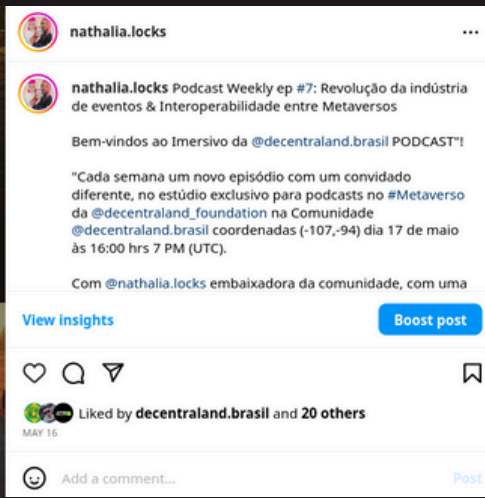 nathalia.locks
nathalia.locks Podcast Weekly ep #7: Revolução da indústria
de eventos & Interoperabilidade entre Metaversos
Bem-vindos ao Imersivo da @decentraland.brasil PODCAST"!
"Cada semana um novo episódio com um convidado
diferente, no estúdio exclusivo para podcasts no #Metaverso
da @decentraland_foundation na Comunidade
@decentraland.brasil coordenadas (-107,-94) dia 17 de maio
às 16:00 hrs 7 PM (UTC).
Com @nathalia.locks embaixadora da comunidade, com uma
View insights
Boost post
Liked by decentraland.brasil and 20 others
MAY 16
Add a comment...
Post